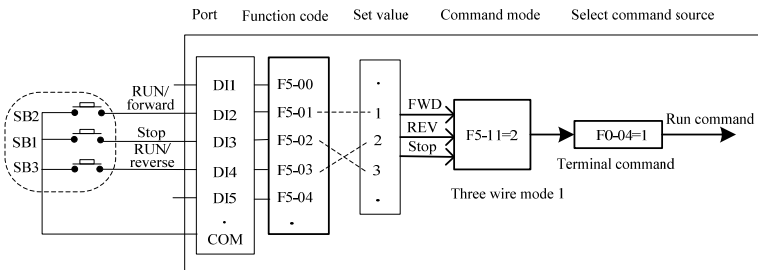 Port Function code Set value Command mode Select command source
RUN/
forward
Stop
RUN/
reverse
SB2
SB1
SB3
DI1
DI2
DI3
DI4
DI5
.
COM
F5-00
F5-01
F5-02
F5-03
F5-04
.
.
1
2
3
.
FWD
REV
Stop
F5-11=2
Three wire mode 1
F0-04=1
Terminal command
Run command